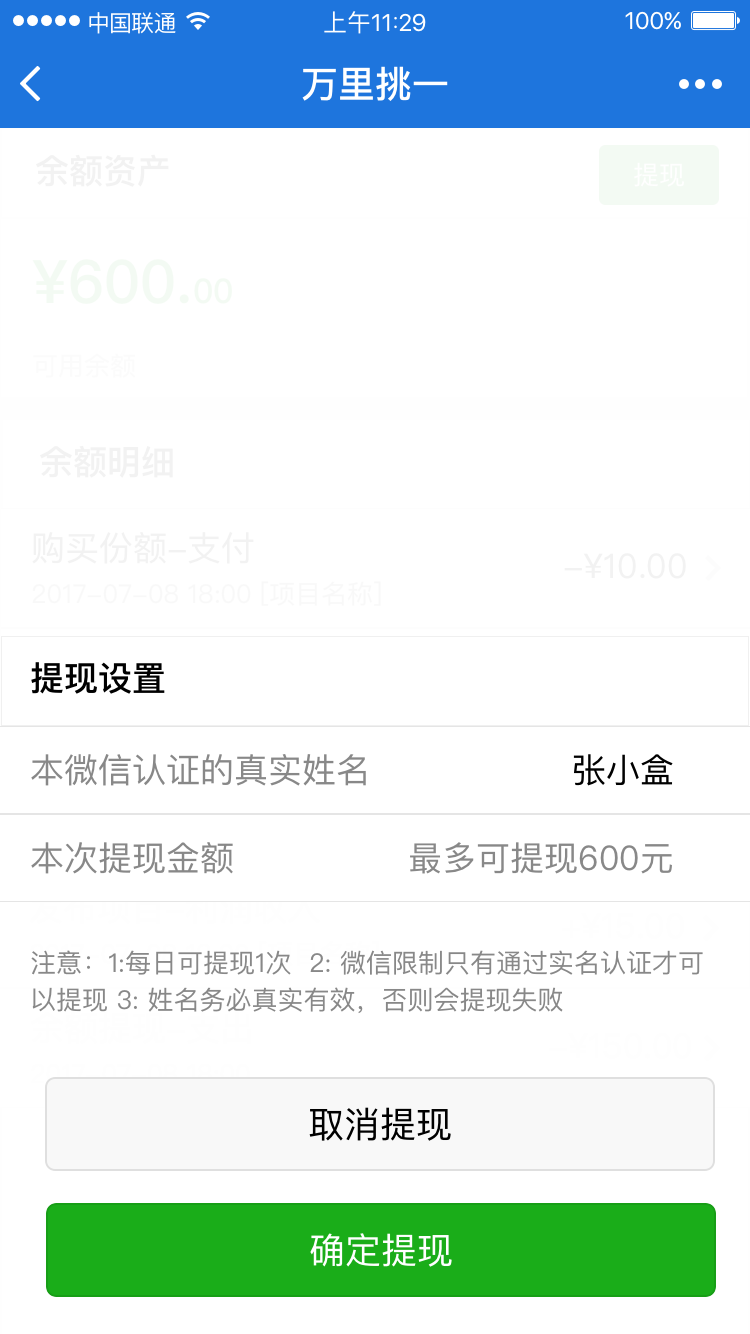 中国联通 上午11:29 100%
万里挑一
余额资产 提现
¥600.00
可用余额
余额明细
购买份额-支付
-¥10.00
2017-07-08 18:00 [项目名称]
提现设置
本微信认证的真实姓名 张小盒
本次提现金额 最多可提现600元
注意：1:每日可提现1次 2: 微信限制只有通过实名认证才可
以提现 3: 姓名务必真实有效，否则会提现失败
取消提现
确定提现